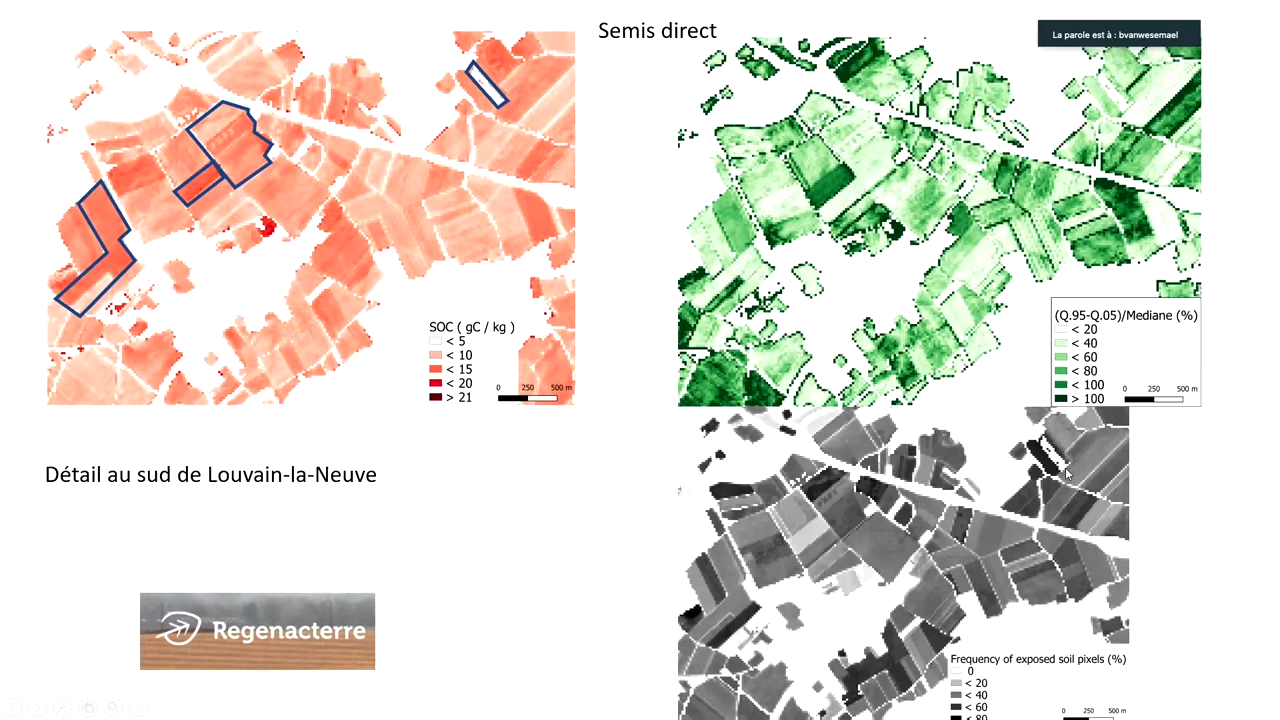 Semis direct
La parole est à : bvanwesemael
SOC ( gC / kg )
< 5
< 10
< 15
< 20
> 21
0 250 500 m
(Q.95-Q.05)/Mediane (%)
< 20
< 40
< 60
< 80
< 100
> 100
0 250 500 m
Détail au sud de Louvain-la-Neuve
Regenacterre
Frequency of exposed soil pixels (%)
0
< 20
< 40
< 60
< 80
0 250 500 m